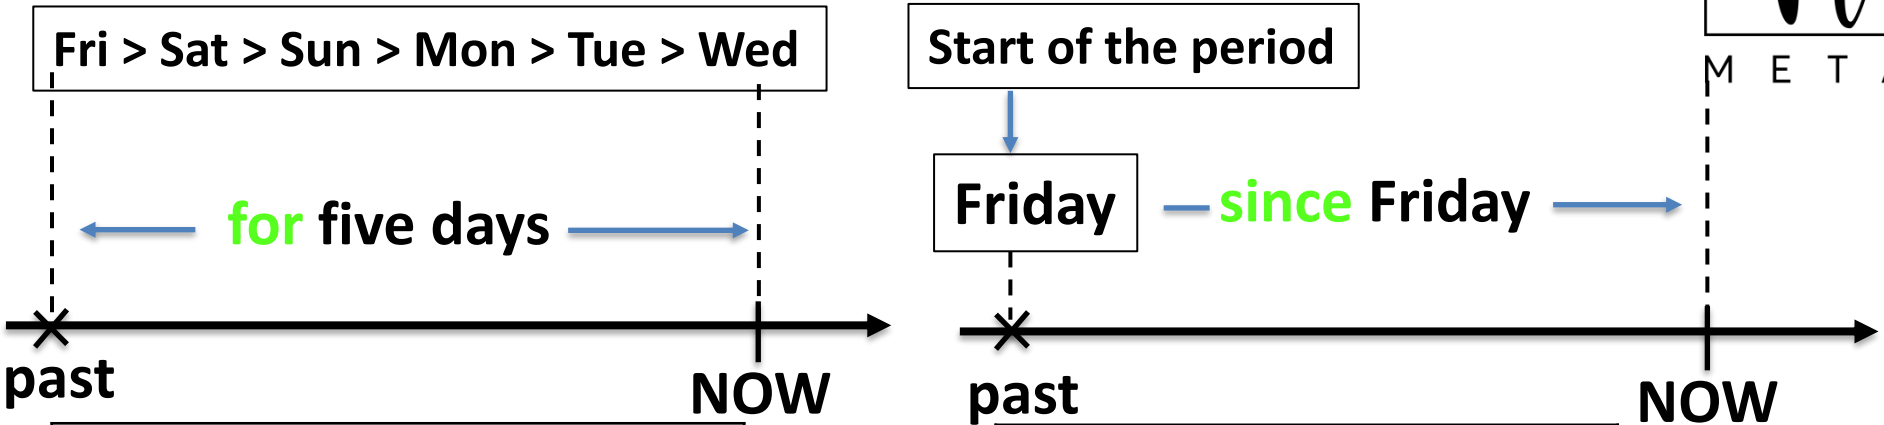 Fri > Sat > Sun > Mon > Tue > Wed
for five days
past
NOW
Start of the period
Friday
since Friday
past
NOW